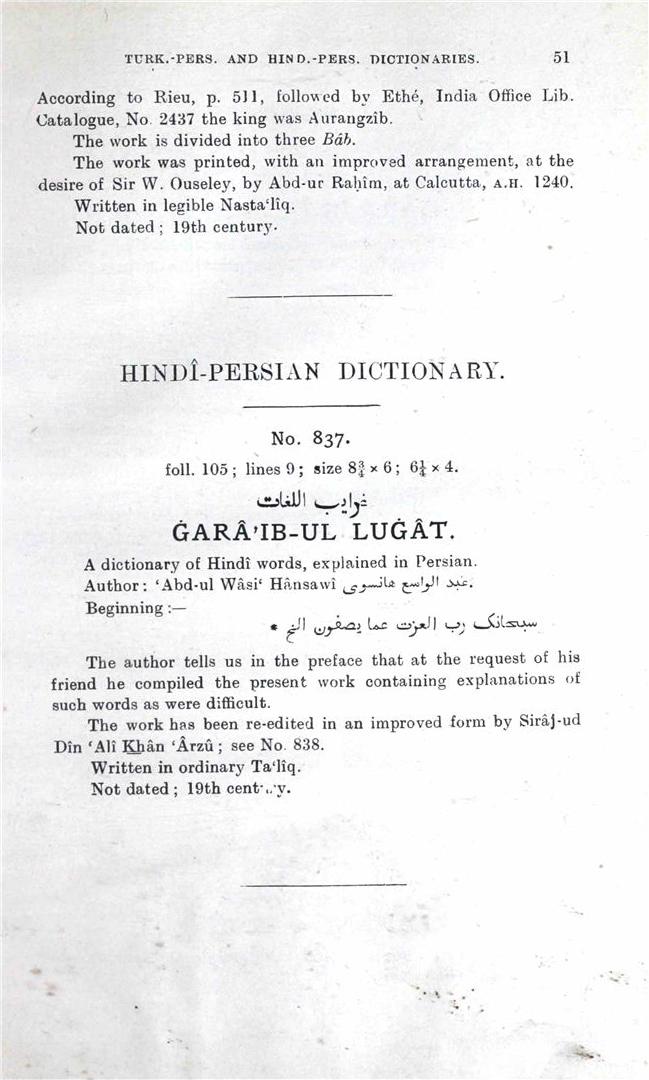 TURK.-PERS. AND HIND.-PERS. DICTIONARIES. 51
According to Rieu, p. 511, followed by Ethé, India Office Lib.
Catalogue, No. 2437 the king was Aurangzîb.
The work is divided into three Bâb.
The work was printed, with an improved arrangement, at the
desire of Sir W. Ouseley, by Abd-ur Raḥîm, at Calcutta, A.H. 1240.
Written in legible Nasta‘lîq.
Not dated ; 19th century.
HINDÎ-PERSIAN DICTIONARY.
No. 837.
foll. 105 ; lines 9 ; size 8¾ × 6 ; 6¼ × 4.
غرايب اللغات
ĠARÂ’IB-UL LUĠÂT.
A dictionary of Hindî words, explained in Persian.
Author : ‘Abd-ul Wâsi‘ Hânsawî عبد الواسع هانسوى.
Beginning :—
سبحانك رب العزت عما يصفون الخ *
The author tells us in the preface that at the request of his
friend he compiled the present work containing explanations of
such words as were difficult.
The work has been re-edited in an improved form by Sirâj-ud
Dîn ‘Alî Khân ‘Ârzû ; see No. 838.
Written in ordinary Ta‘lîq.
Not dated ; 19th century.